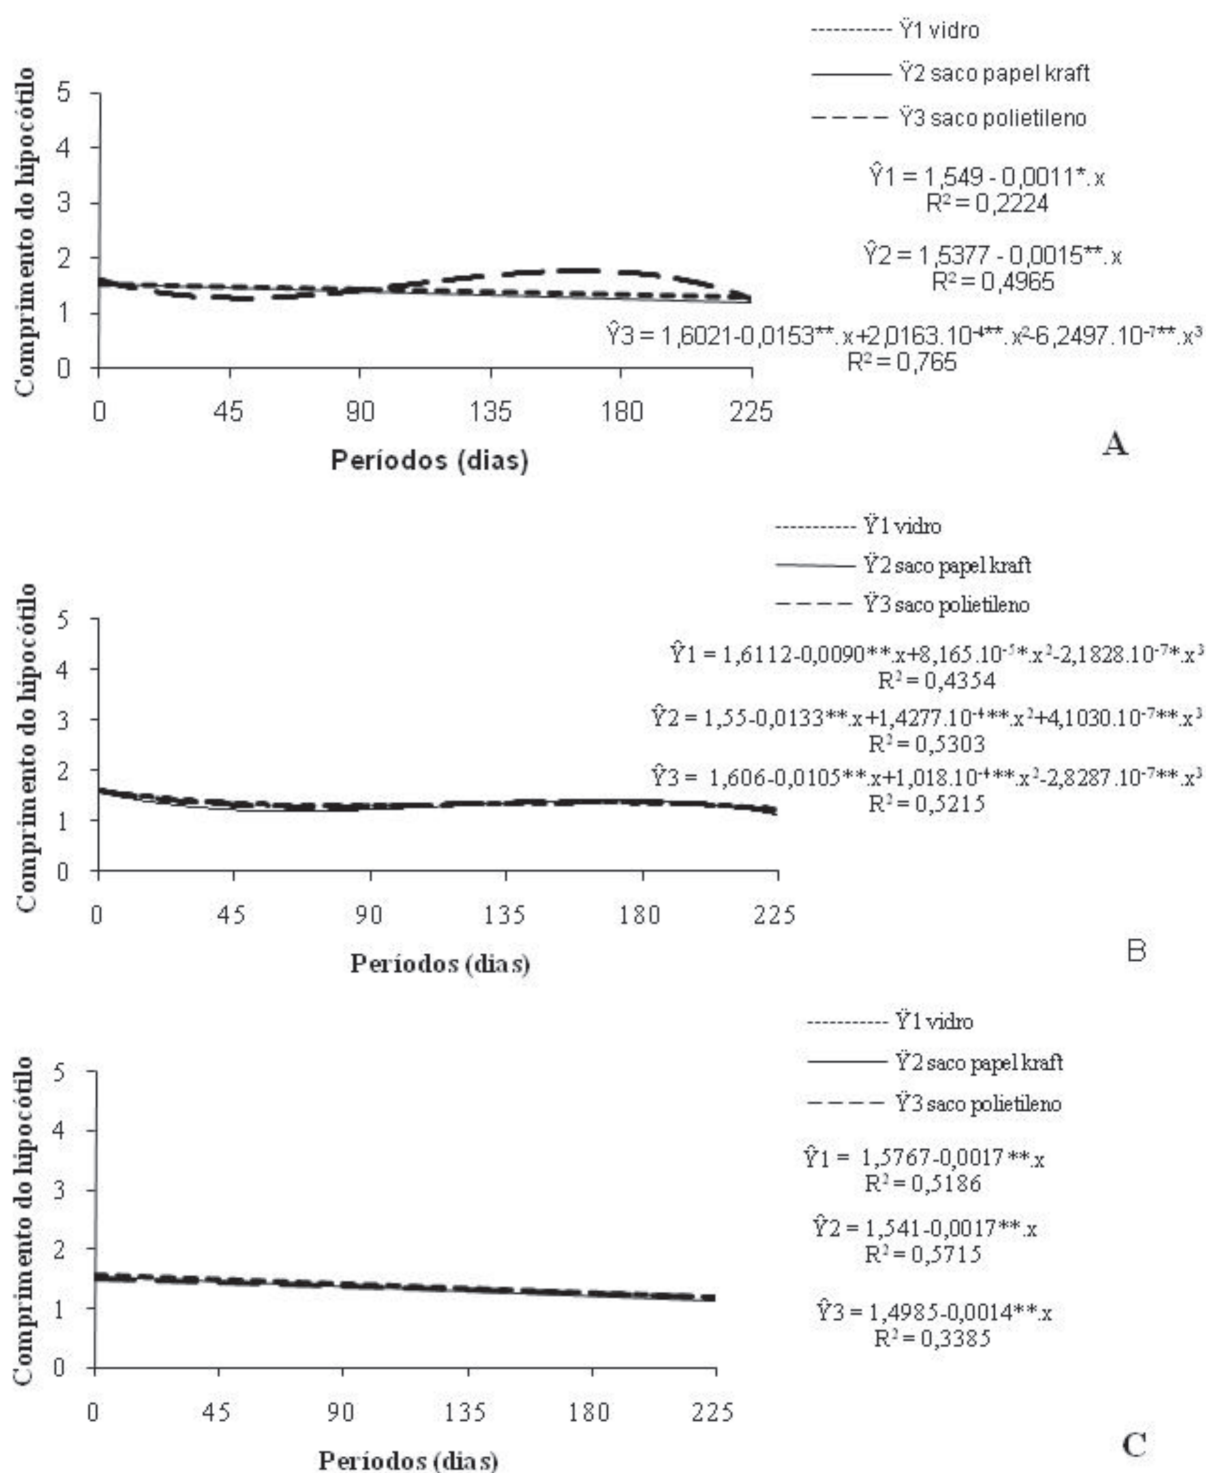 Ÿ1 vidro
Ÿ2 saco papel kraft
Ÿ3 saco polietileno
Comprimento do hipocótilo
5
4
3
2
1
0
0 45 90 135 180 225
Períodos (dias)
Ŷ1 = 1,549 - 0,0011*.x
R² = 0,2224
Ŷ2 = 1,5377 - 0,0015**.x
R² = 0,4965
Ŷ3 = 1,6021-0,0153**.x+2,0163.10⁻⁴**.x²-6,2497.10⁻⁷**.x³
R² = 0,765
A
Ÿ1 vidro
Ÿ2 saco papel kraft
Ÿ3 saco polietileno
Comprimento do hipocótilo
5
4
3
2
1
0
0 45 90 135 180 225
Períodos (dias)
Ŷ1 = 1,6112-0,0090**.x+8,165.10⁻⁵*.x²-2,1828.10⁻⁷*.x³
R² = 0,4354
Ŷ2 = 1,55-0,0133**.x+1,4277.10⁻⁴**.x²+4,1030.10⁻⁷**.x³
R² = 0,5303
Ŷ3 = 1,606-0,0105**.x+1,018.10⁻⁴**.x²-2,8287.10⁻⁷**.x³
R² = 0,5215
B
Ÿ1 vidro
Ÿ2 saco papel kraft
Ÿ3 saco polietileno
Comprimento do hipocótilo
5
4
3
2
1
0
0 45 90 135 180 225
Períodos (dias)
Ŷ1 = 1,5767-0,0017**.x
R² = 0,5186
Ŷ2 = 1,541-0,0017**.x
R² = 0,5715
Ŷ3 = 1,4985-0,0014**.x
R² = 0,3385
C